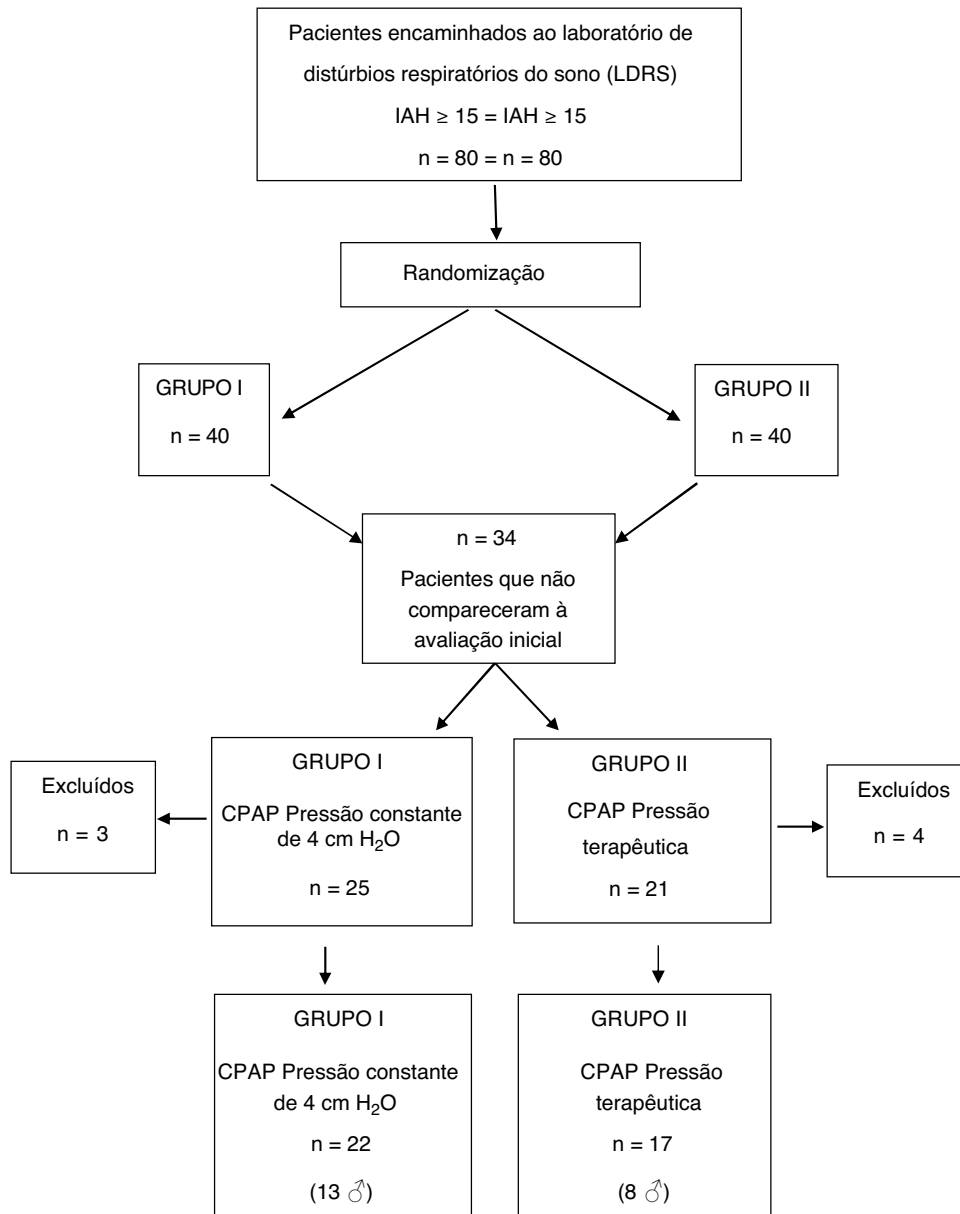 Pacientes encaminhados ao laboratório de
distúrbios respiratórios do sono (LDRS)
IAH ≥ 15 = IAH ≥ 15
n = 80 = n = 80
Randomização
GRUPO I
n = 40
GRUPO II
n = 40
n = 34
Pacientes que não
compareceram à
avaliação inicial
Excluídos
n = 3
GRUPO I
CPAP Pressão constante
de 4 cm H₂O
n = 25
GRUPO II
CPAP Pressão
terapêutica
n = 21
Excluídos
n = 4
GRUPO I
CPAP Pressão constante
de 4 cm H₂O
n = 22
(13 ♂)
GRUPO II
CPAP Pressão
terapêutica
n = 17
(8 ♂)